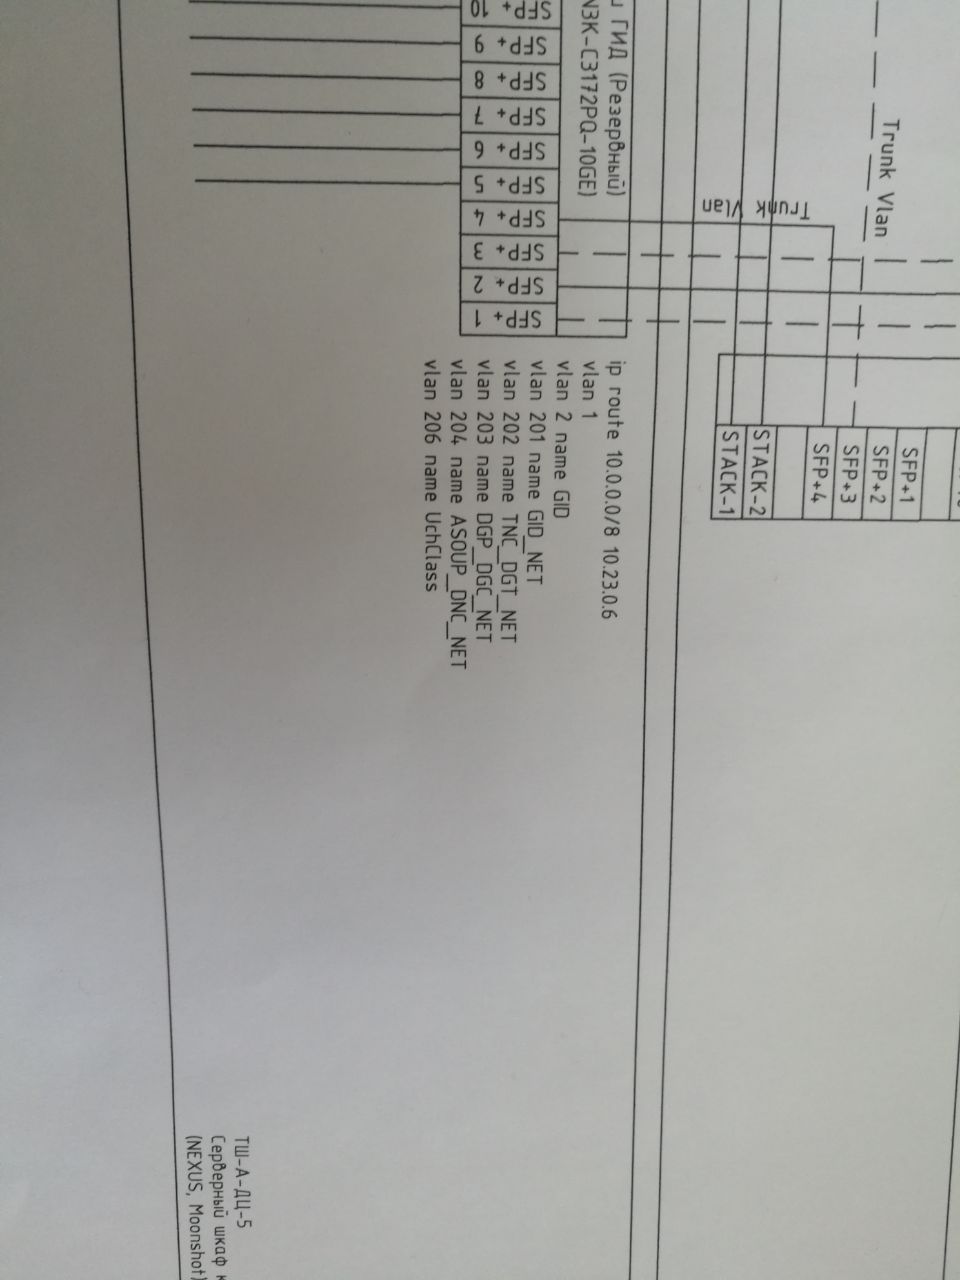 ГИД (Резервный)
N3K-C3172PQ-10GE)
SFP+ 10
SFP+ 9
SFP+ 8
SFP+ 7
SFP+ 6
SFP+ 5
SFP+ 4
SFP+ 3
SFP+ 2
SFP+ 1
Trunk Vlan
Trunk Vlan
SFP+1
SFP+2
SFP+3
SFP+4
STACK-2
STACK-1
ip route 10.0.0.0/8 10.23.0.6
vlan 1
vlan 2 name GID
vlan 201 name GID_NET
vlan 202 name TNC_DGT_NET
vlan 203 name DGP_DGC_NET
vlan 204 name ASOUP_DNC_NET
vlan 206 name UchClass
ТШ-А-ДЦ-5
Серверный шкаф
(NEXUS, Moonshot)